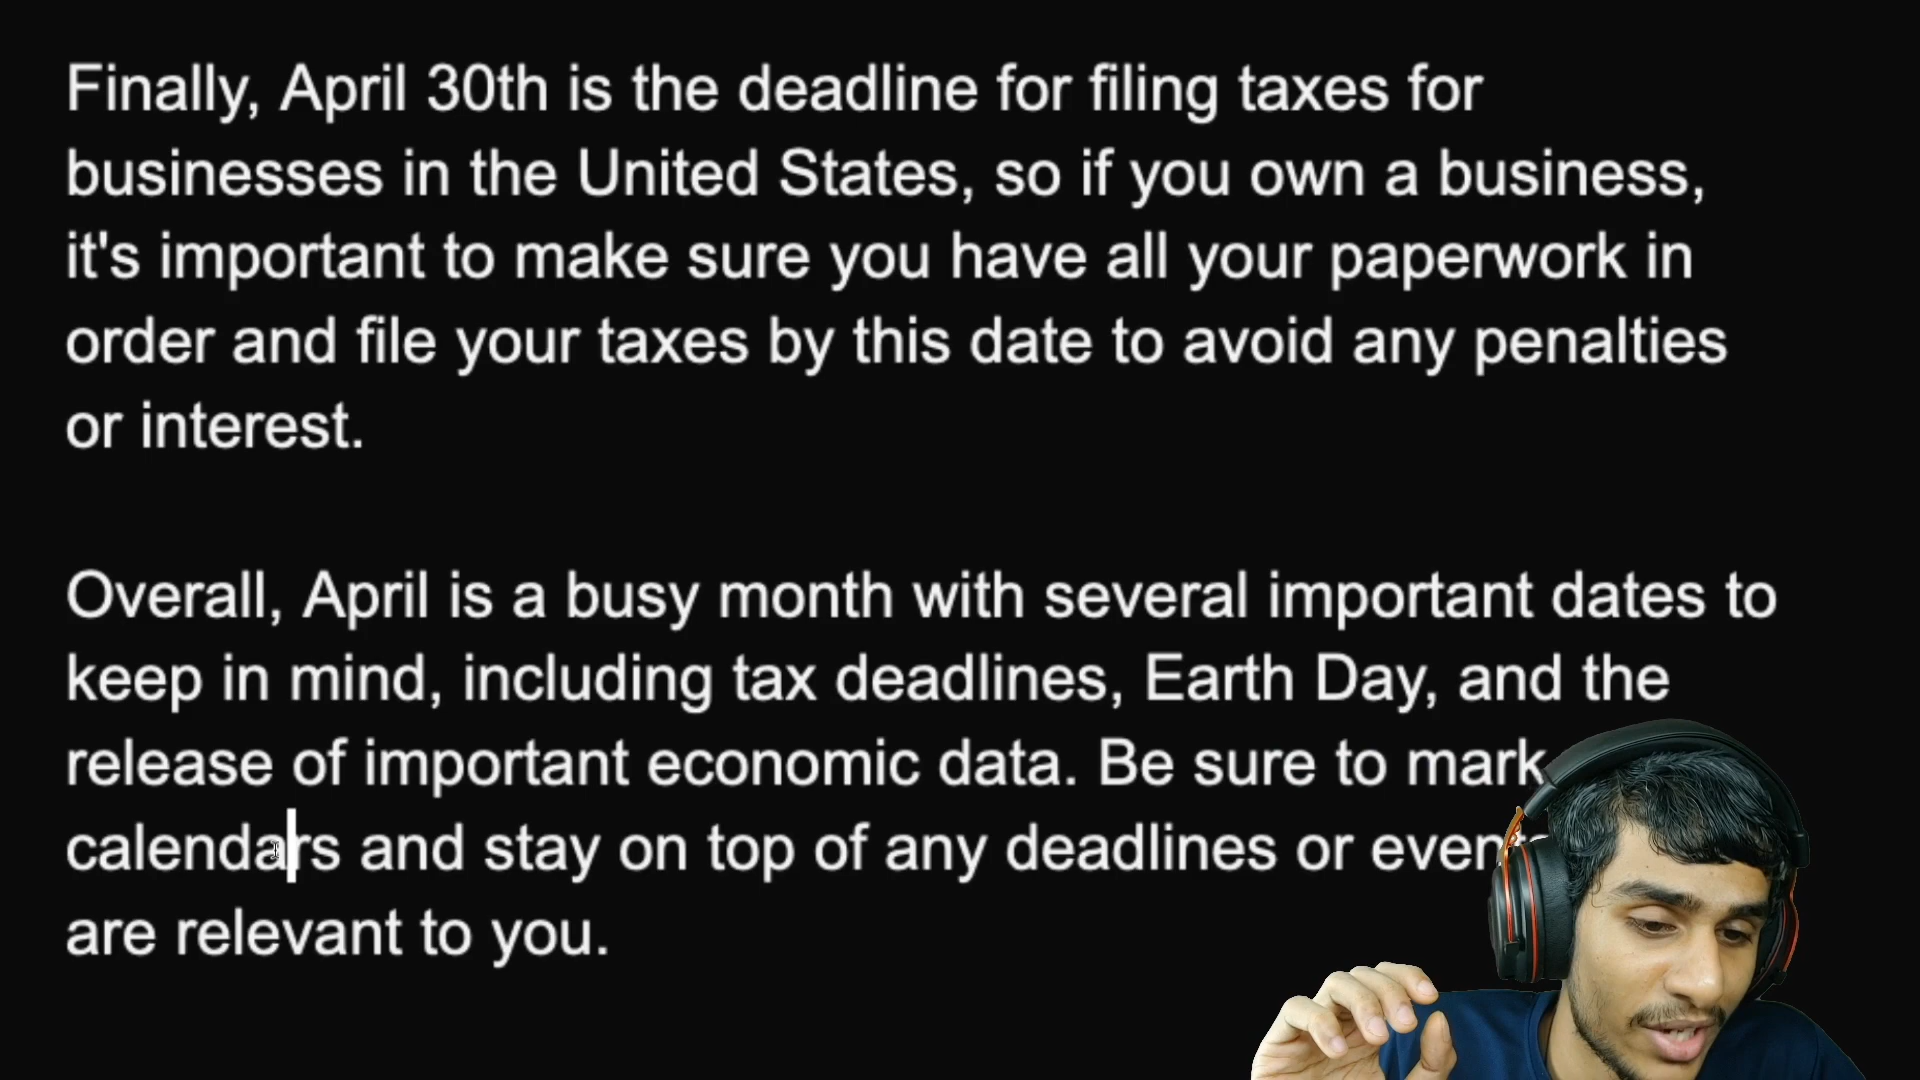 Finally, April 30th is the deadline for filing taxes for
businesses in the United States, so if you own a business,
it's important to make sure you have all your paperwork in
order and file your taxes by this date to avoid any penalties
or interest.
Overall, April is a busy month with several important dates to
keep in mind, including tax deadlines, Earth Day, and the
release of important economic data. Be sure to mark
calendars and stay on top of any deadlines or
are relevant to you.